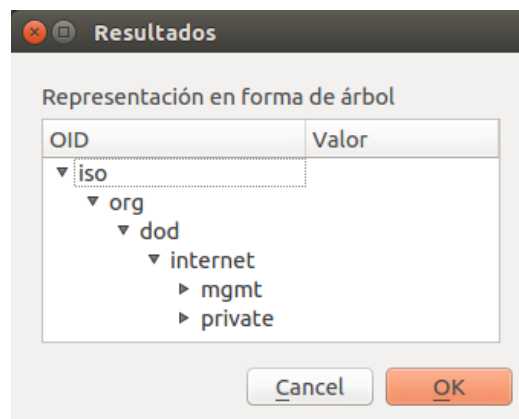 Resultados
Representación en forma de árbol
OID Valor
iso
org
dod
internet
mgmt
private
Cancel OK